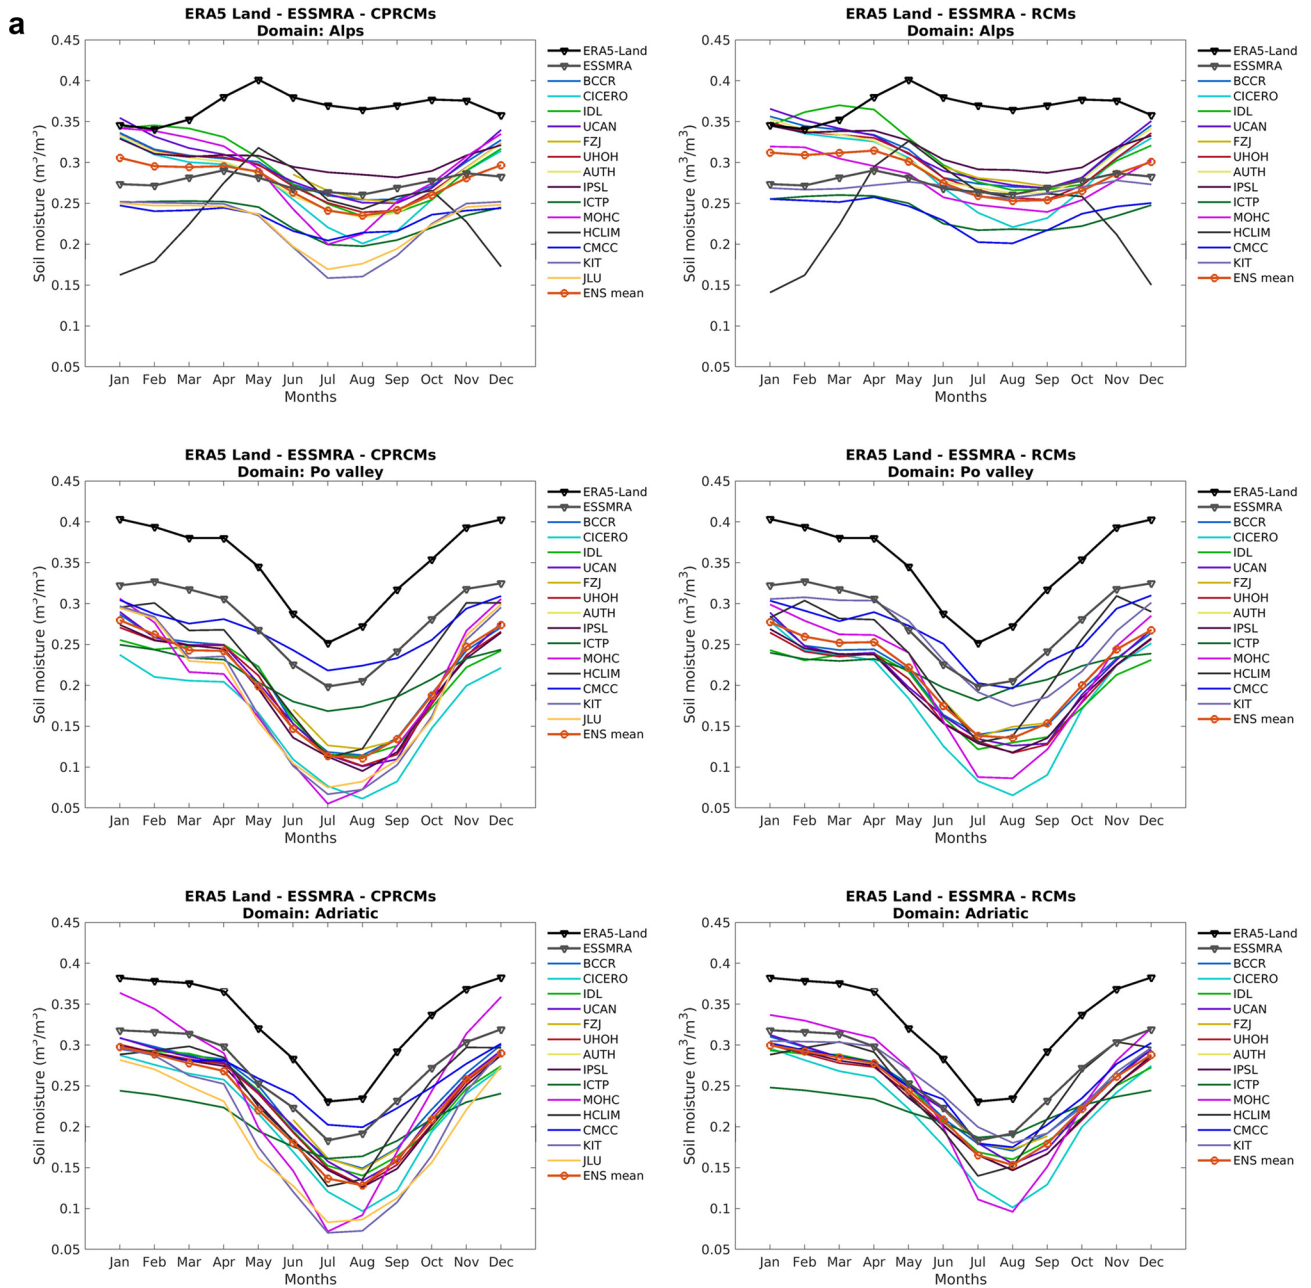 a
ERA5 Land - ESSMRA - CPRCMs
Domain: Alps
Soil moisture (m³/m³)
0.45
0.4
0.35
0.3
0.25
0.2
0.15
0.1
0.05
Jan Feb Mar Apr May Jun Jul Aug Sep Oct Nov Dec
Months
ERA5-Land
ESSMRA
BCCR
CICERO
IDL
UCAN
FZJ
UHOH
AUTH
IPSL
ICTP
MOHC
HCLIM
CMCC
KIT
JLU
ENS mean
ERA5 Land - ESSMRA - RCMs
Domain: Alps
Soil moisture (m³/m³)
0.45
0.4
0.35
0.3
0.25
0.2
0.15
0.1
0.05
Jan Feb Mar Apr May Jun Jul Aug Sep Oct Nov Dec
Months
ERA5-Land
ESSMRA
BCCR
CICERO
IDL
UCAN
FZJ
UHOH
AUTH
IPSL
ICTP
MOHC
HCLIM
CMCC
KIT
ENS mean
ERA5 Land - ESSMRA - CPRCMs
Domain: Po valley
Soil moisture (m³/m³)
0.45
0.4
0.35
0.3
0.25
0.2
0.15
0.1
0.05
Jan Feb Mar Apr May Jun Jul Aug Sep Oct Nov Dec
Months
ERA5-Land
ESSMRA
BCCR
CICERO
IDL
UCAN
FZJ
UHOH
AUTH
IPSL
ICTP
MOHC
HCLIM
CMCC
KIT
JLU
ENS mean
ERA5 Land - ESSMRA - RCMs
Domain: Po valley
Soil moisture (m³/m³)
0.45
0.4
0.35
0.3
0.25
0.2
0.15
0.1
0.05
Jan Feb Mar Apr May Jun Jul Aug Sep Oct Nov Dec
Months
ERA5-Land
ESSMRA
BCCR
CICERO
IDL
UCAN
FZJ
UHOH
AUTH
IPSL
ICTP
MOHC
HCLIM
CMCC
KIT
ENS mean
ERA5 Land - ESSMRA - CPRCMs
Domain: Adriatic
Soil moisture (m³/m³)
0.45
0.4
0.35
0.3
0.25
0.2
0.15
0.1
0.05
Jan Feb Mar Apr May Jun Jul Aug Sep Oct Nov Dec
Months
ERA5-Land
ESSMRA
BCCR
CICERO
IDL
UCAN
FZJ
UHOH
AUTH
IPSL
ICTP
MOHC
HCLIM
CMCC
KIT
JLU
ENS mean
ERA5 Land - ESSMRA - RCMs
Domain: Adriatic
Soil moisture (m³/m³)
0.45
0.4
0.35
0.3
0.25
0.2
0.15
0.1
0.05
Jan Feb Mar Apr May Jun Jul Aug Sep Oct Nov Dec
Months
ERA5-Land
ESSMRA
BCCR
CICERO
IDL
UCAN
FZJ
UHOH
AUTH
IPSL
ICTP
MOHC
HCLIM
CMCC
KIT
ENS mean